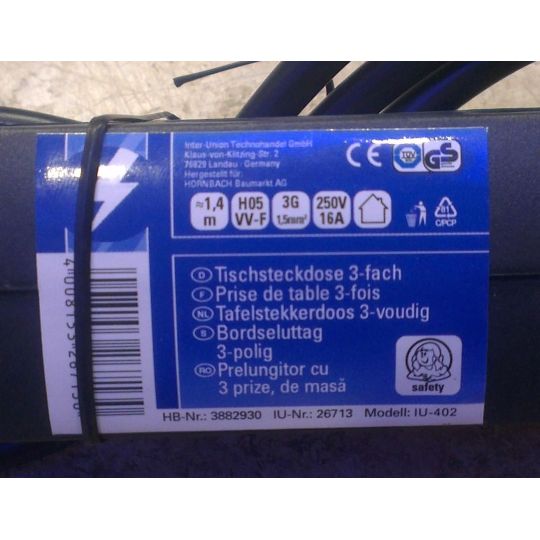 Inter-Union Technohandel GmbH
Klaus-von-Klitzing-Str. 2
76829 Landau - Germany
Hergestellt für:
HORNBACH Baumarkt AG
CE TÜV GS
≈1,4 m
H05 VV-F
3G 1,5mm²
250V 16A
81
C/PCP
D Tischsteckdose 3-fach
F Prise de table 3-fois
NL Tafelstekkerdoos 3-voudig
S Bordseluttag
3-polig
RO Prelungitor cu
3 prize, de masă
safety
HB-Nr.: 3882930 IU-Nr.: 26713 Modell: IU-402